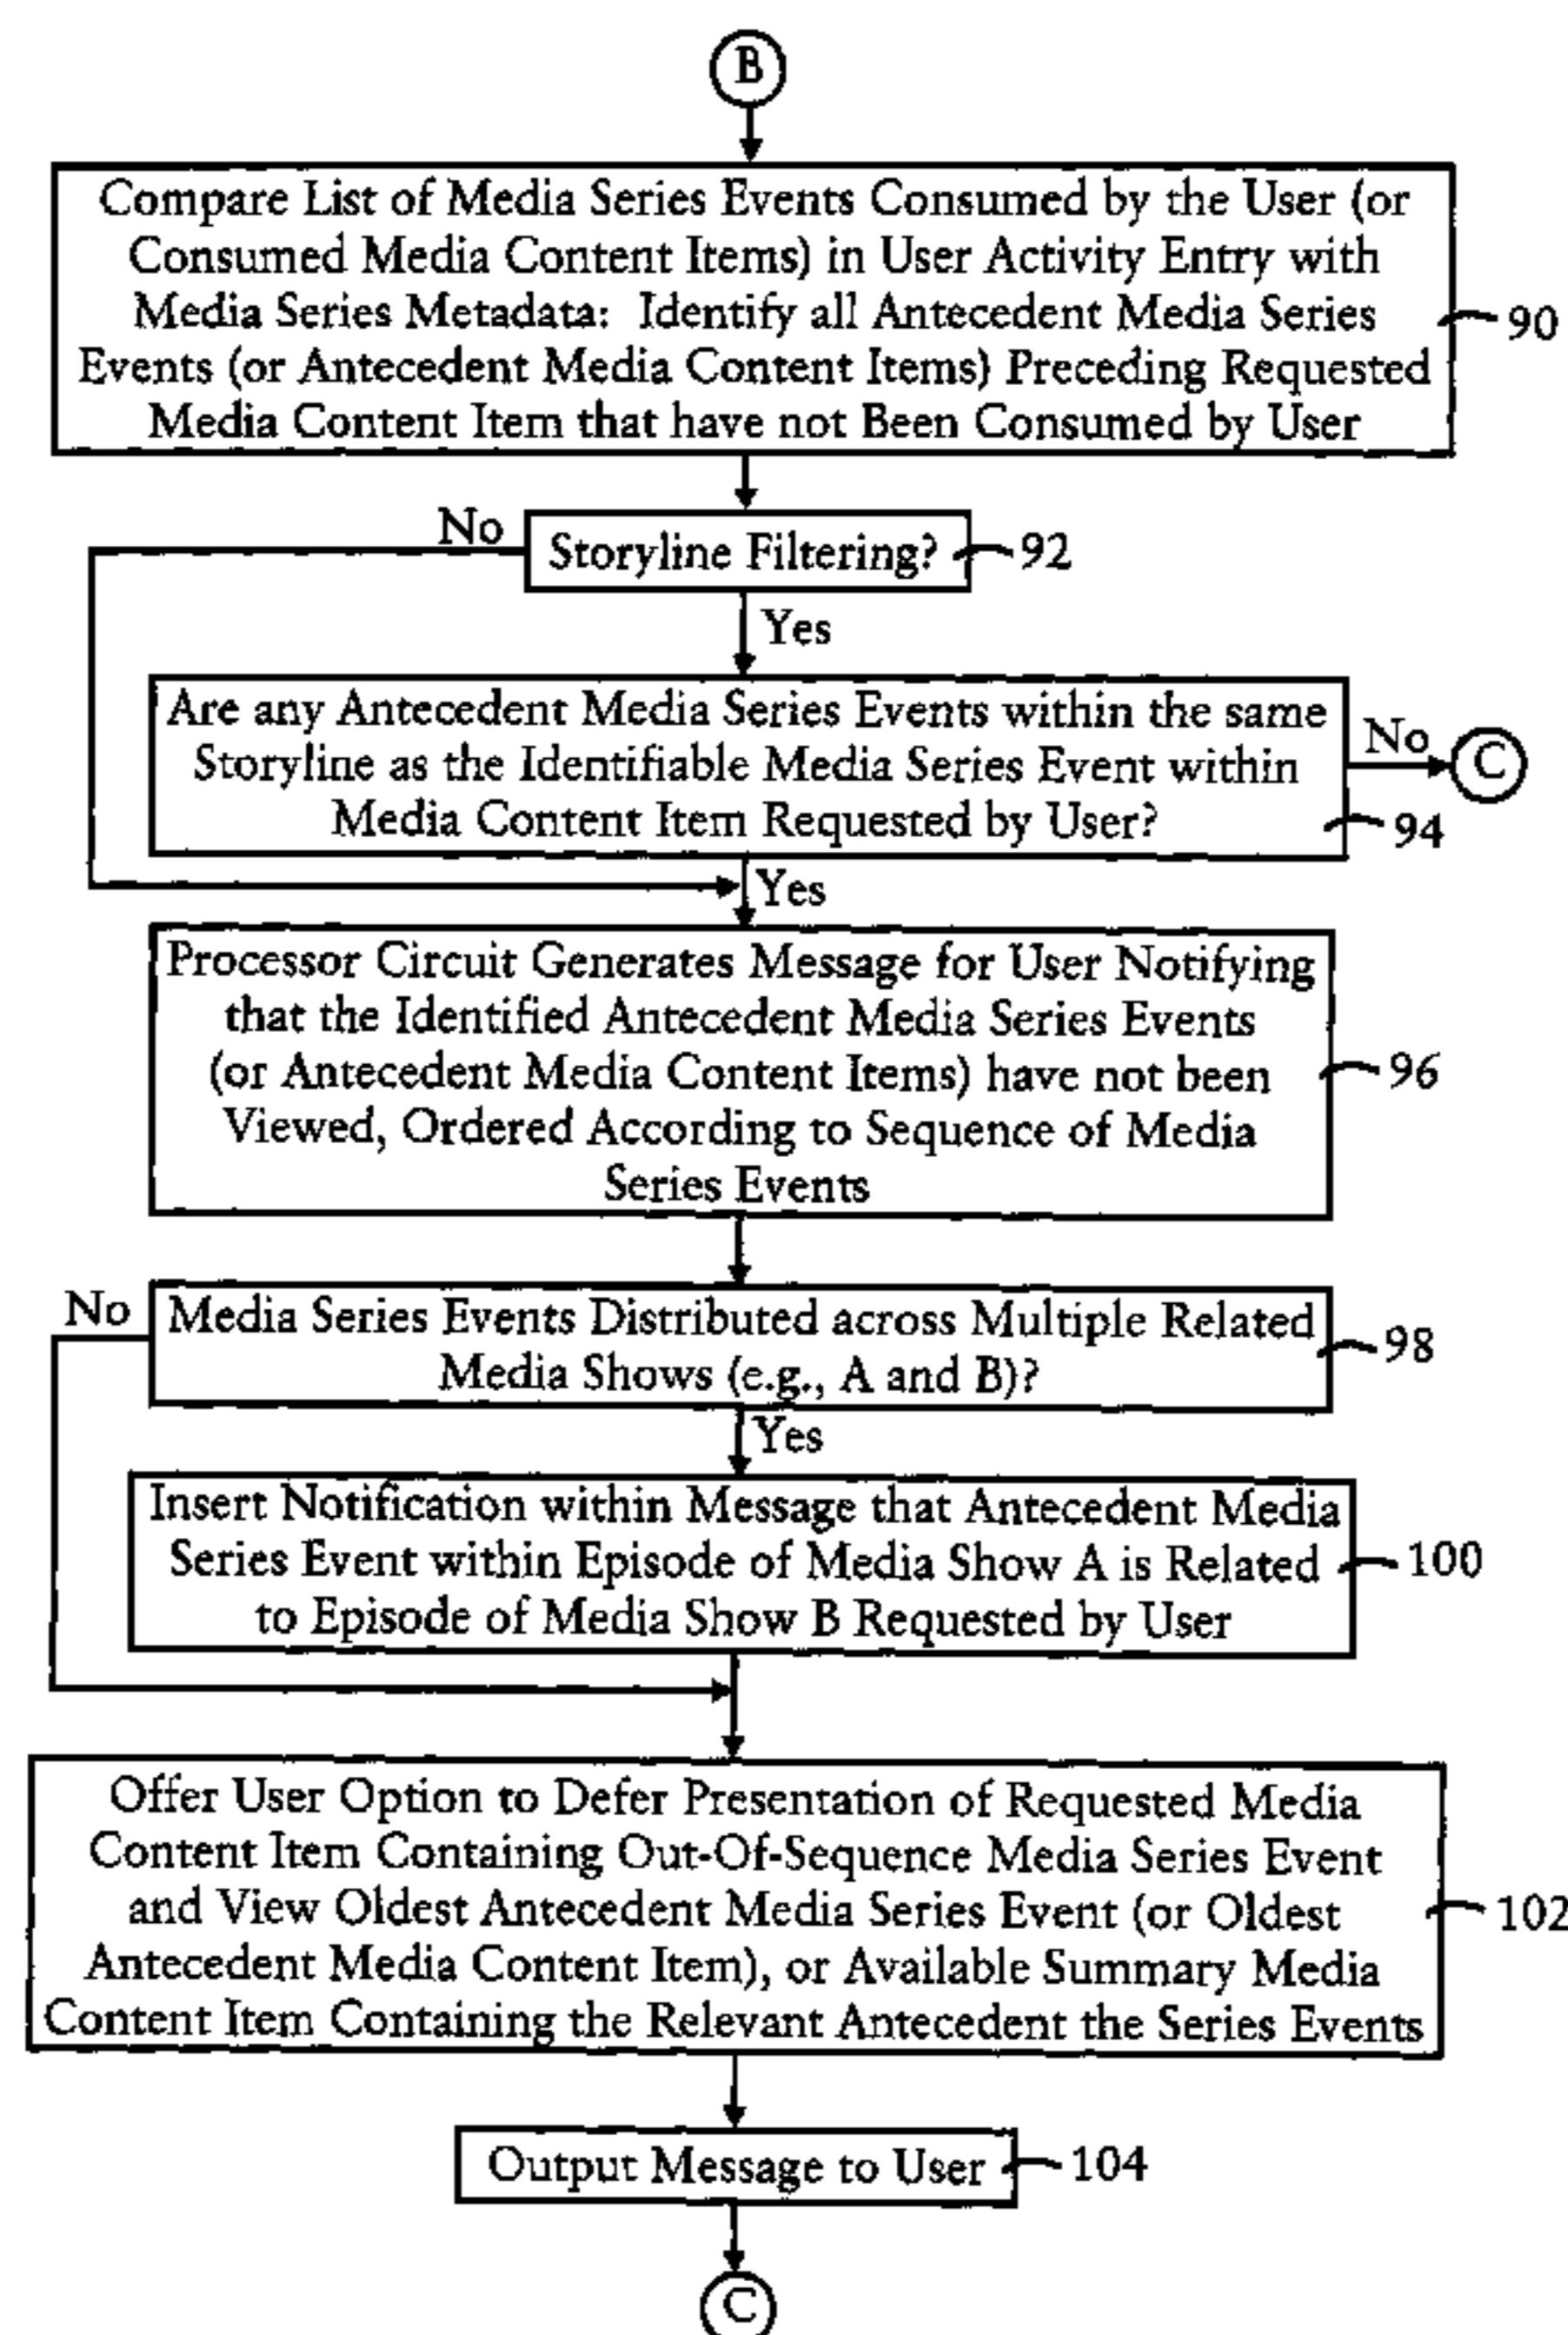 B
Compare List of Media Series Events Consumed by the User (or
Consumed Media Content Items) in User Activity Entry with
Media Series Metadata: Identify all Antecedent Media Series
Events (or Antecedent Media Content Items) Preceding Requested
Media Content Item that have not Been Consumed by User
90
No
Storyline Filtering?
92
Yes
Are any Antecedent Media Series Events within the same
Storyline as the Identifiable Media Series Event within
Media Content Item Requested by User?
No
C
94
Yes
Processor Circuit Generates Message for User Notifying
that the Identified Antecedent Media Series Events
(or Antecedent Media Content Items) have not been
Viewed, Ordered According to Sequence of Media
Series Events
96
No
Media Series Events Distributed across Multiple Related
Media Shows (e.g., A and B)?
98
Yes
Insert Notification within Message that Antecedent Media
Series Event within Episode of Media Show A is Related
to Episode of Media Show B Requested by User
100
Offer User Option to Defer Presentation of Requested Media
Content Item Containing Out-Of-Sequence Media Series Event
and View Oldest Antecedent Media Series Event (or Oldest
Antecedent Media Content Item), or Available Summary Media
Content Item Containing the Relevant Antecedent the Series Events
102
Output Message to User
104
C